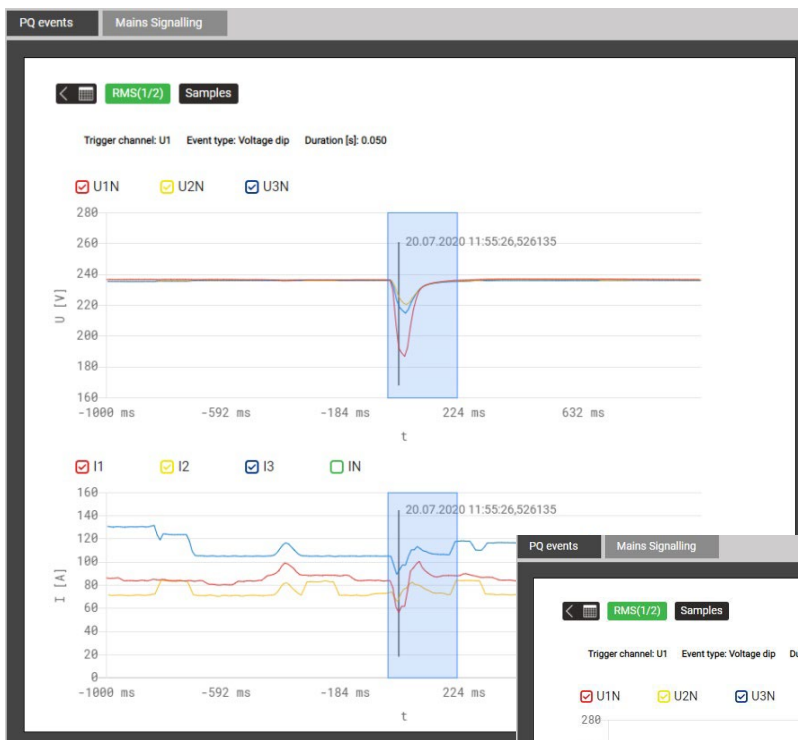 PQ events Mains Signalling
RMS(1/2) Samples
Trigger channel: U1 Event type: Voltage dip Duration [s]: 0.050
U1N U2N U3N
280
260
240
220
200
180
160
U [V]
20.07.2020 11:55:26,526135
-1000 ms -592 ms -184 ms 224 ms 632 ms
t
I1 I2 I3 IN
160
140
120
100
80
60
40
20
0
I [A]
20.07.2020 11:55:26,526135
-1000 ms -592 ms -184 ms 224 ms
t
PQ events Mains Signalling
RMS(1/2) Samples
Trigger channel: U1 Event type: Voltage dip Du
U1N U2N U3N
280